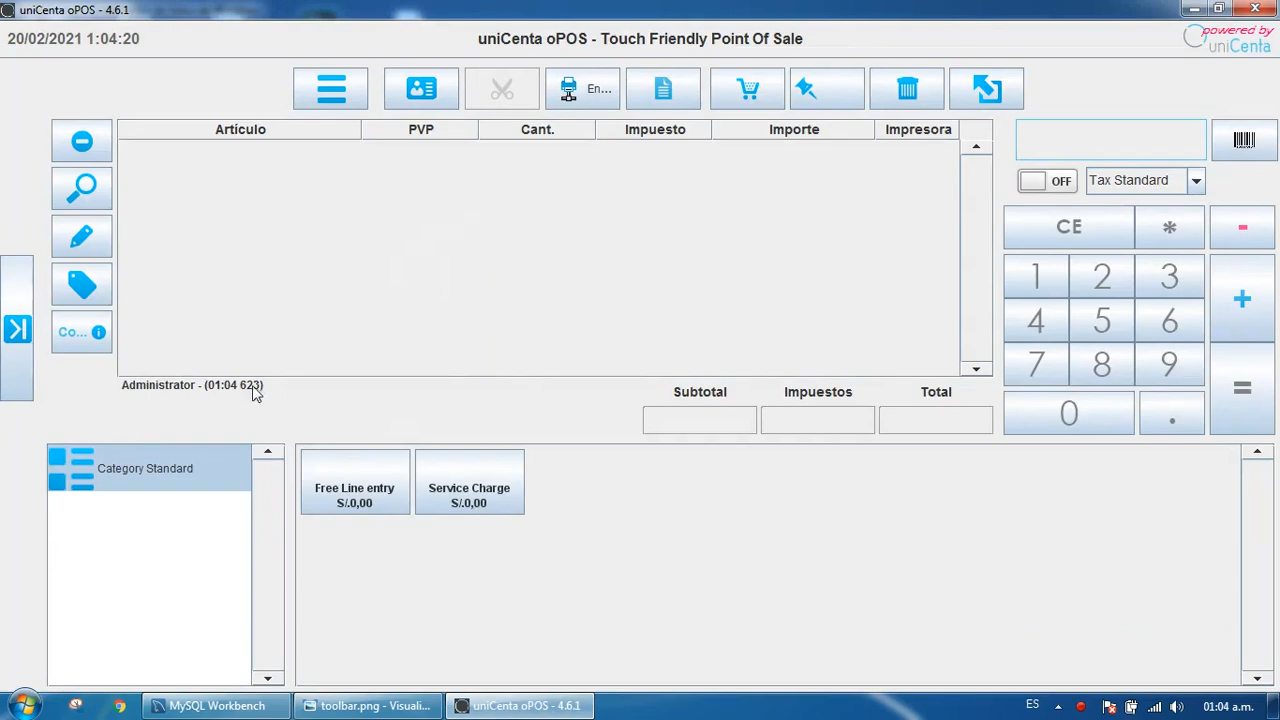 uniCenta oPOS - 4.6.1
20/02/2021 1:04:20
uniCenta oPOS - Touch Friendly Point Of Sale
powered by
uniCenta
En...
Artículo PVP Cant. Impuesto Importe Impresora
OFF
Tax Standard
CE * -
1 2 3
+
4 5 6
Co...
7 8 9
=
0 .
Administrator - (01:04 623)
Subtotal Impuestos Total
Category Standard
Free Line entry
S/.0,00
Service Charge
S/.0,00
MySQL Workbench
toolbar.png - Visuali...
uniCenta oPOS - 4.6.1
ES
01:04 a.m.